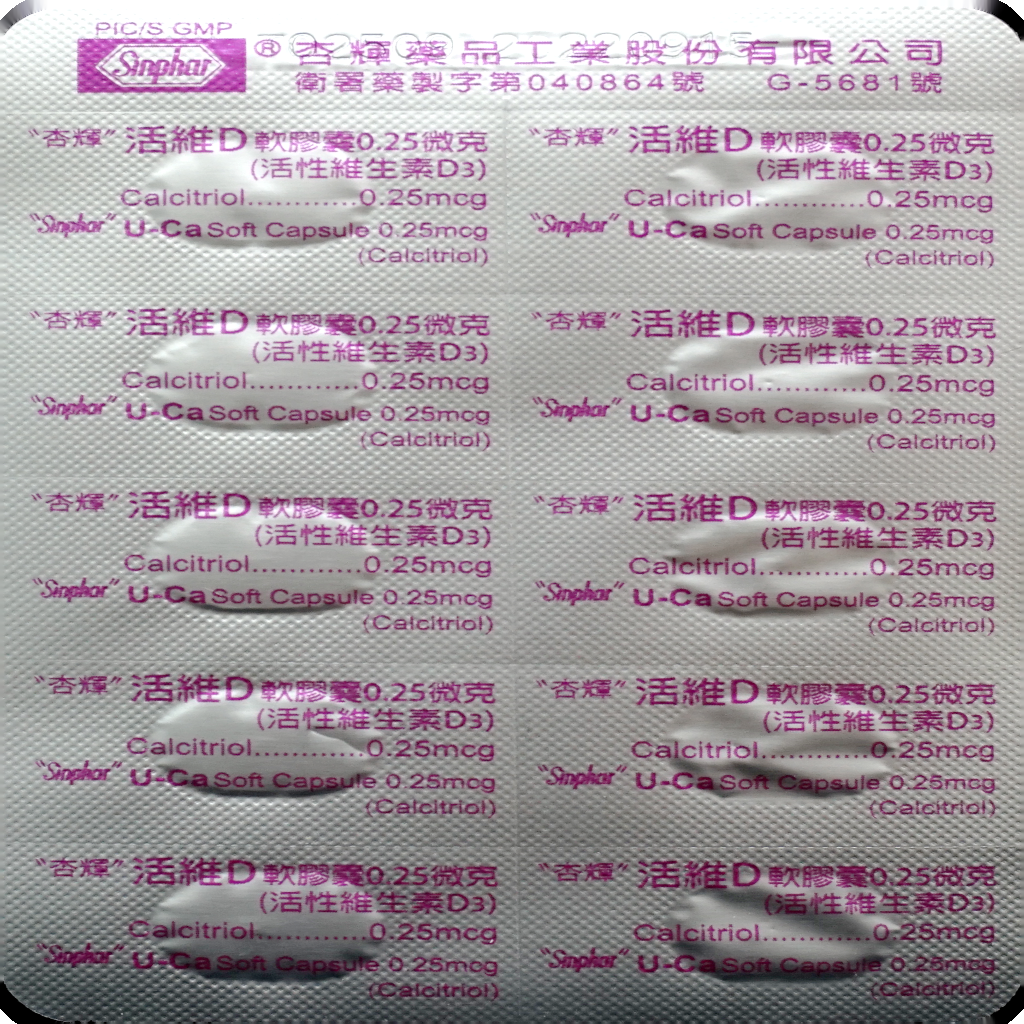 PIC/S GMP
Sinphar ® 杏輝藥品工業股份有限公司
衛署藥製字第040864號 G-5681號
“杏輝” 活維D 軟膠囊0.25微克 “杏輝” 活維D 軟膠囊0.25微克
(活性維生素D3) (活性維生素D3)
Calcitriol............0.25mcg Calcitriol............0.25mcg
“Sinphar” U-Ca Soft Capsule 0.25mcg “Sinphar” U-Ca Soft Capsule 0.25mcg
(Calcitriol) (Calcitriol)
“杏輝” 活維D 軟膠囊0.25微克 “杏輝” 活維D 軟膠囊0.25微克
(活性維生素D3) (活性維生素D3)
Calcitriol............0.25mcg Calcitriol............0.25mcg
“Sinphar” U-Ca Soft Capsule 0.25mcg “Sinphar” U-Ca Soft Capsule 0.25mcg
(Calcitriol) (Calcitriol)
“杏輝” 活維D 軟膠囊0.25微克 “杏輝” 活維D 軟膠囊0.25微克
(活性維生素D3) (活性維生素D3)
Calcitriol............0.25mcg Calcitriol............0.25mcg
“Sinphar” U-Ca Soft Capsule 0.25mcg “Sinphar” U-Ca Soft Capsule 0.25mcg
(Calcitriol) (Calcitriol)
“杏輝” 活維D 軟膠囊0.25微克 “杏輝” 活維D 軟膠囊0.25微克
(活性維生素D3) (活性維生素D3)
Calcitriol............0.25mcg Calcitriol............0.25mcg
“Sinphar” U-Ca Soft Capsule 0.25mcg “Sinphar” U-Ca Soft Capsule 0.25mcg
(Calcitriol) (Calcitriol)
“杏輝” 活維D 軟膠囊0.25微克 “杏輝” 活維D 軟膠囊0.25微克
(活性維生素D3) (活性維生素D3)
Calcitriol............0.25mcg Calcitriol............0.25mcg
“Sinphar” U-Ca Soft Capsule 0.25mcg “Sinphar” U-Ca Soft Capsule 0.25mcg
(Calcitriol) (Calcitriol)